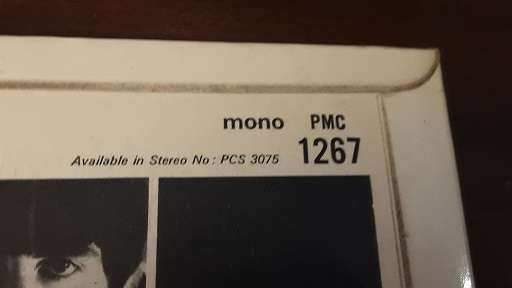 mono PMC
Available in Stereo No : PCS 3075 1267